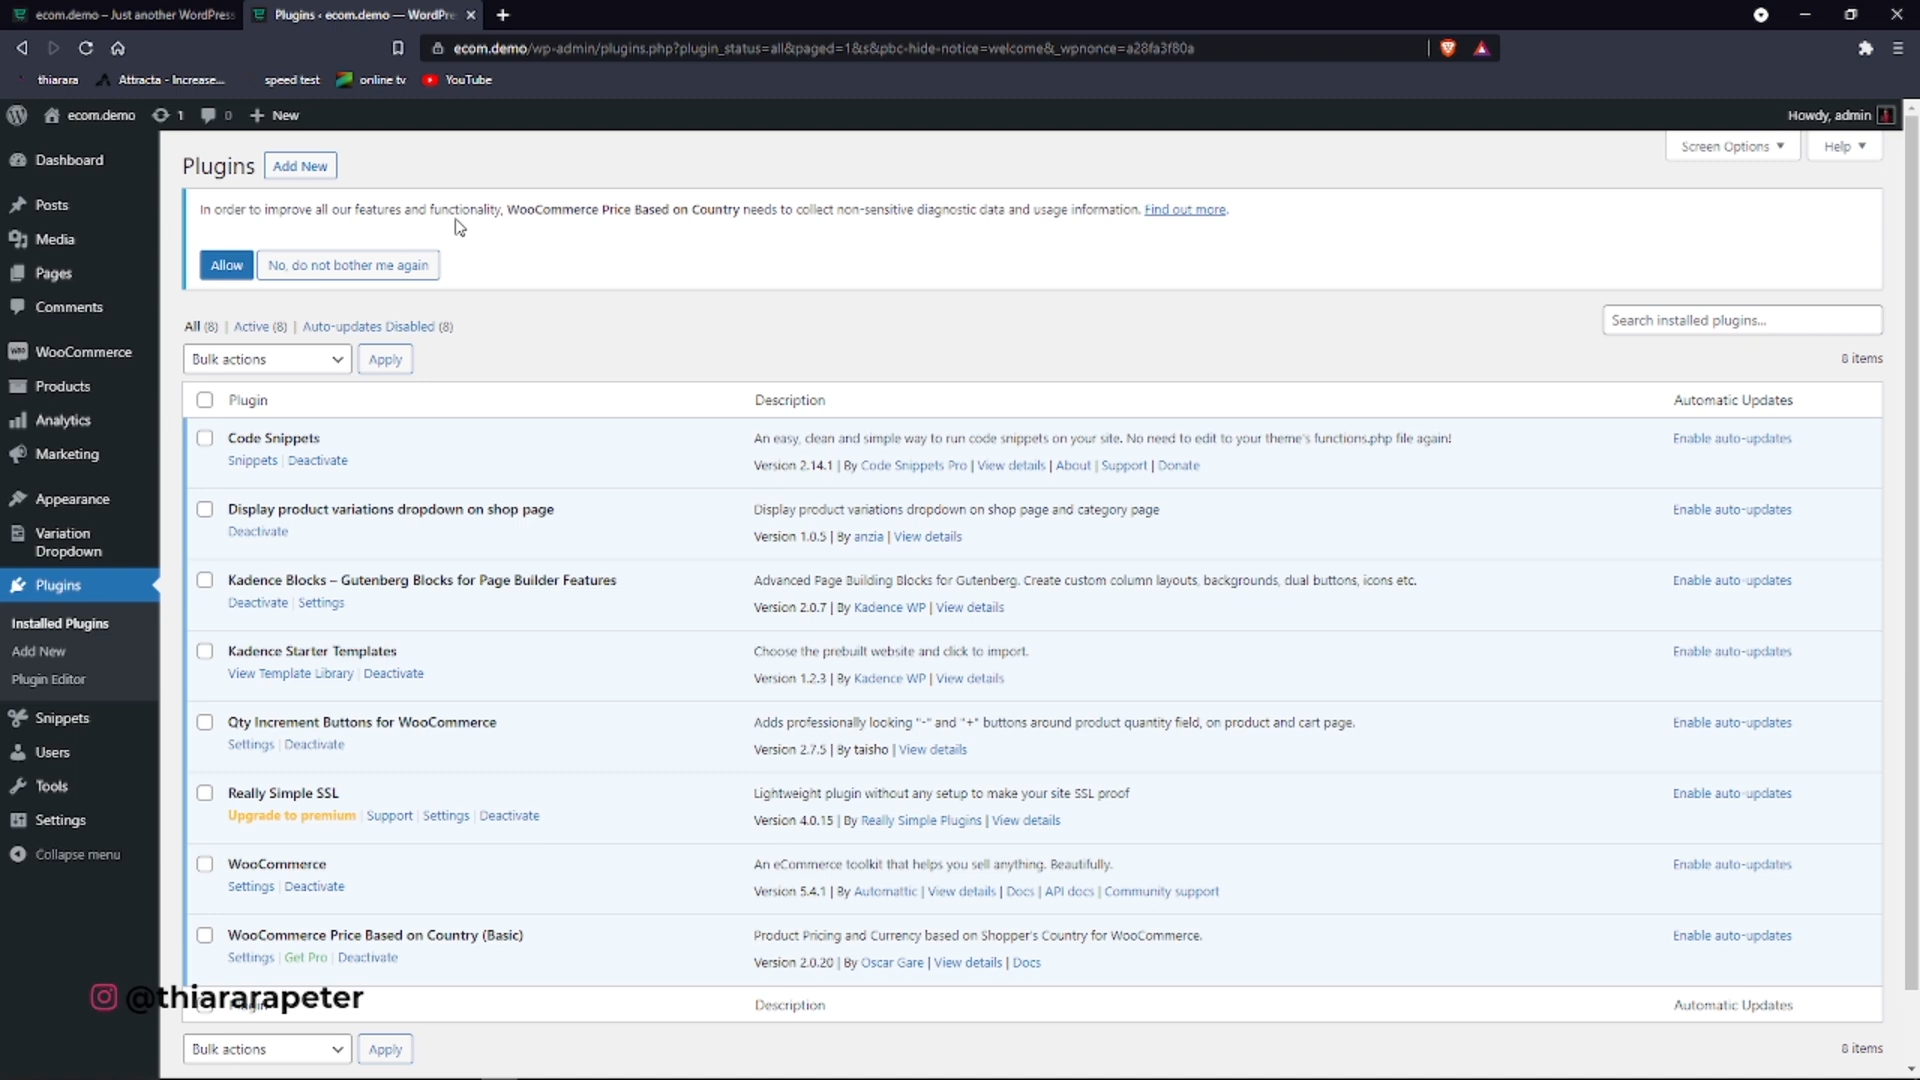 ecom.demo – Just another WordPress
Plugins ‹ ecom.demo — WordPre
ecom.demo/wp-admin/plugins.php?plugin_status=all&paged=1&s&pbc-hide-notice=welcome&_wpnonce=a28fa3f80a
thiarara
Attracta - Increase...
speed test
online tv
YouTube
ecom.demo
1
0
New
Howdy, admin
Dashboard
Posts
Media
Pages
Comments
WooCommerce
Products
Analytics
Marketing
Appearance
Variation
Dropdown
Plugins
Installed Plugins
Add New
Plugin Editor
Snippets
Users
Tools
Settings
Collapse menu
Screen Options
Help
Plugins Add New
In order to improve all our features and functionality, WooCommerce Price Based on Country needs to collect non-sensitive diagnostic data and usage information. Find out more.
Allow
No, do not bother me again
All (8) | Active (8) | Auto-updates Disabled (8)
Search installed plugins...
Bulk actions
Apply
8 items
Plugin Description Automatic Updates
Code Snippets
Snippets | Deactivate
An easy, clean and simple way to run code snippets on your site. No need to edit to your theme's functions.php file again!
Version 2.14.1 | By Code Snippets Pro | View details | About | Support | Donate
Enable auto-updates
Display product variations dropdown on shop page
Deactivate
Display product variations dropdown on shop page and category page
Version 1.0.5 | By anzia | View details
Enable auto-updates
Kadence Blocks – Gutenberg Blocks for Page Builder Features
Deactivate | Settings
Advanced Page Building Blocks for Gutenberg. Create custom column layouts, backgrounds, dual buttons, icons etc.
Version 2.0.7 | By Kadence WP | View details
Enable auto-updates
Kadence Starter Templates
View Template Library | Deactivate
Choose the prebuilt website and click to import.
Version 1.2.3 | By Kadence WP | View details
Enable auto-updates
Qty Increment Buttons for WooCommerce
Settings | Deactivate
Adds professionally looking "-" and "+" buttons around product quantity field, on product and cart page.
Version 2.7.5 | By taisho | View details
Enable auto-updates
Really Simple SSL
Upgrade to premium | Support | Settings | Deactivate
Lightweight plugin without any setup to make your site SSL proof
Version 4.0.15 | By Really Simple Plugins | View details
Enable auto-updates
WooCommerce
Settings | Deactivate
An eCommerce toolkit that helps you sell anything. Beautifully.
Version 5.4.1 | By Automattic | View details | Docs | API docs | Community support
Enable auto-updates
WooCommerce Price Based on Country (Basic)
Settings | Get Pro | Deactivate
Product Pricing and Currency based on Shopper's Country for WooCommerce.
Version 2.0.20 | By Oscar Gare | View details | Docs
Enable auto-updates
@thiararapeter
Plugin Description Automatic Updates
Bulk actions
Apply
8 items